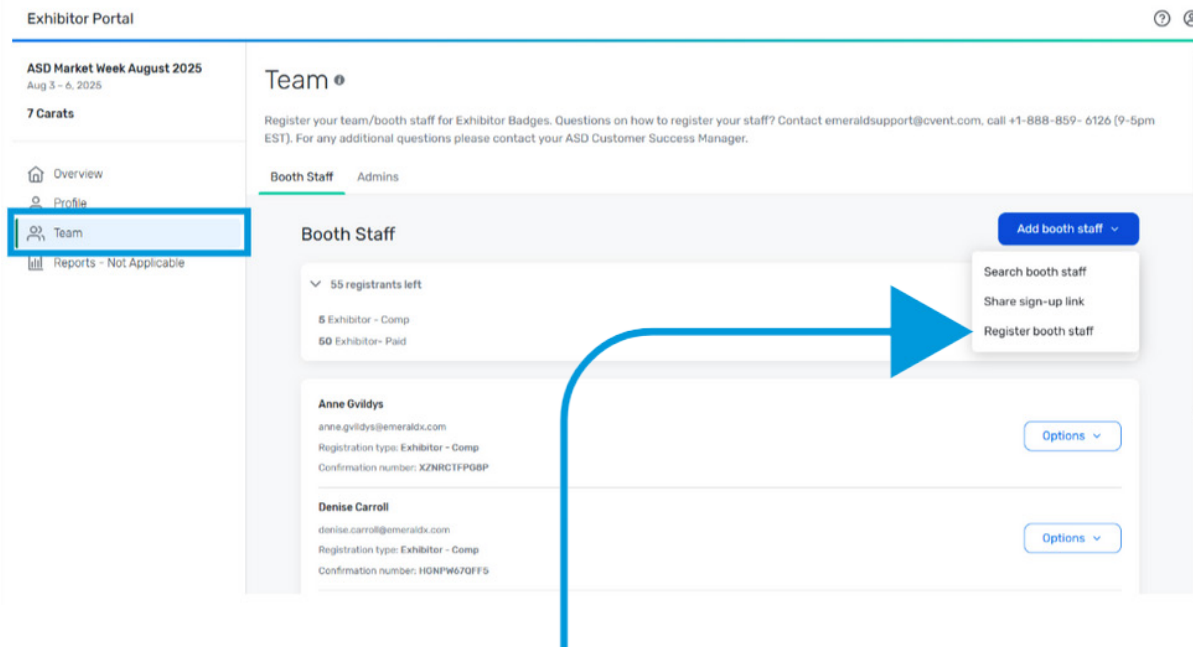 Exhibitor Portal
ASD Market Week August 2025
Aug 3 - 6, 2025
7 Carats
Overview
Profile
Team
Reports - Not Applicable
Team
Register your team/booth staff for Exhibitor Badges. Questions on how to register your staff? Contact emeraldsupport@cvent.com, call +1-888-859- 6126 (9-5pm
EST). For any additional questions please contact your ASD Customer Success Manager.
Booth Staff Admins
Booth Staff
Add booth staff
Search booth staff
Share sign-up link
Register booth staff
55 registrants left
5 Exhibitor - Comp
50 Exhibitor- Paid
Anne Gvildys
anne.gvildys@emeraldx.com
Registration type: Exhibitor - Comp
Confirmation number: XZNRCTFPG8P
Options
Denise Carroll
denise.carroll@emeraldx.com
Registration type: Exhibitor - Comp
Confirmation number: HGNPW67QFF5
Options